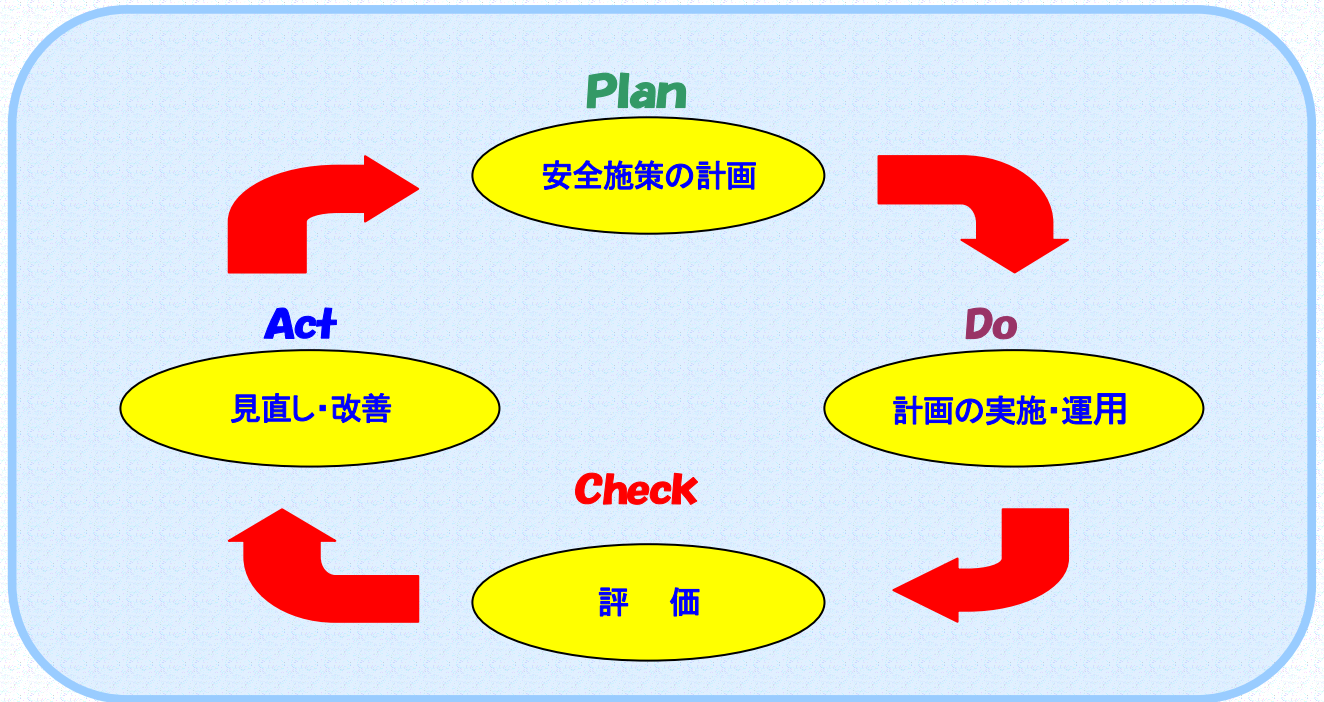 Plan
安全施策の計画
Act
Do
見直し・改善
計画の実施・運用
Check
評　価